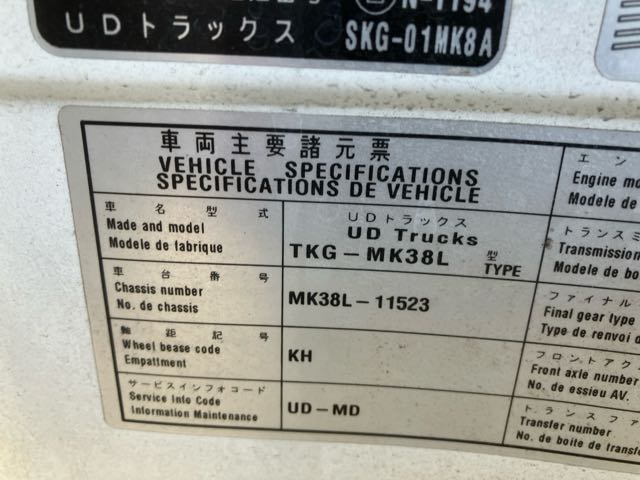 N-1194
UDトラックス SKG-01MK8A
車両主要諸元票
VEHICLE SPECIFICATIONS
SPECIFICATIONS DE VEHICLE
車名型式
Made and model
Modele de fabrique
UDトラックス
UD Trucks
TKG-MK38L 型 TYPE
車台番号
Chassis number
No. de chassis
MK38L-11523
軸距記号
Wheel bease code
Empattment
KH
サービスインフォコード
Service Info Code
Information Maintenance
UD-MD
エン
Engine mo
Modele de
トランスミ
Transmission
Modele de bo
ファイナル
Final gear type
Type de renvoi d
フロントアク
Front axle number
No. de essieu AV.
トランスファ
Transfer number
No. de boite de transfe